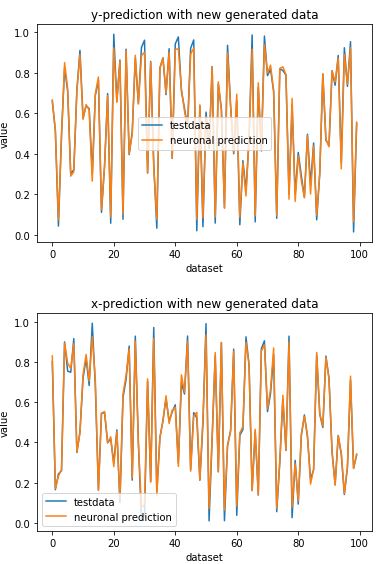 y-prediction with new generated data
1.0
0.8
0.6
0.4
0.2
0.0
value
testdata
neuronal prediction
0 20 40 60 80 100
dataset
x-prediction with new generated data
1.0
0.8
0.6
0.4
0.2
0.0
value
testdata
neuronal prediction
0 20 40 60 80 100
dataset